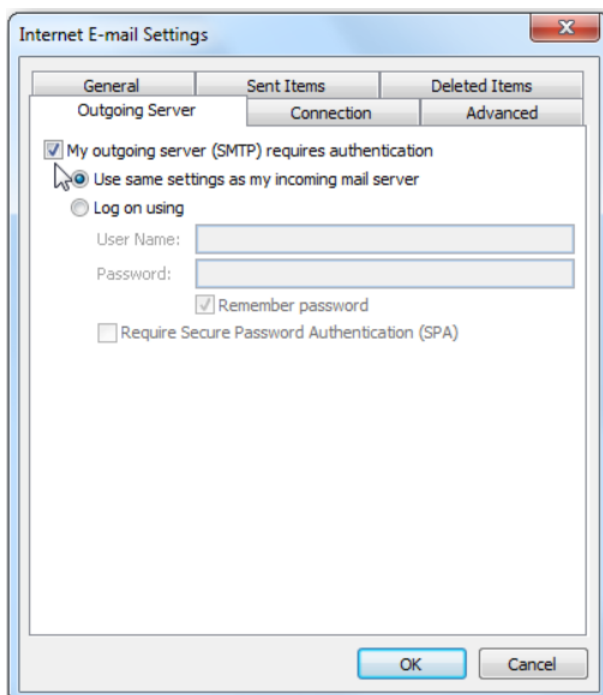 Internet E-mail Settings
General Sent Items Deleted Items
Outgoing Server Connection Advanced
My outgoing server (SMTP) requires authentication
Use same settings as my incoming mail server
Log on using
User Name:
Password:
Remember password
Require Secure Password Authentication (SPA)
OK Cancel